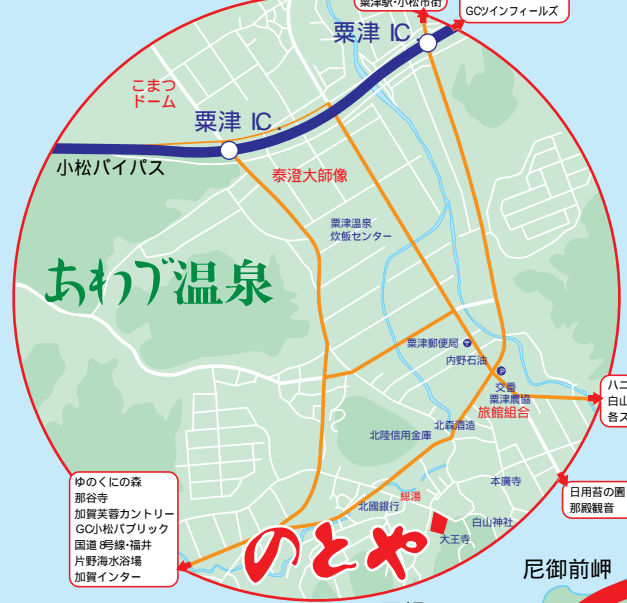 粟津駅・小松市街
GCツインフィールズ
粟津 IC.
こまつ
ドーム
粟津 IC.
小松バイパス
泰澄大師像
粟津温泉
炊飯センター
あわづ温泉
粟津郵便局
内野石油
P
交番
粟津農協
旅館組合
ハニ
白山
各ス
北森酒造
北陸信用金庫
ゆのくにの森
那谷寺
加賀芙蓉カントリー
GC小松パブリック
国道8号線・福井
片野海水浴場
加賀インター
本廣寺
日用苔の園
那殿観音
総湯
北國銀行
白山神社
のとや
大王寺
尼御前岬